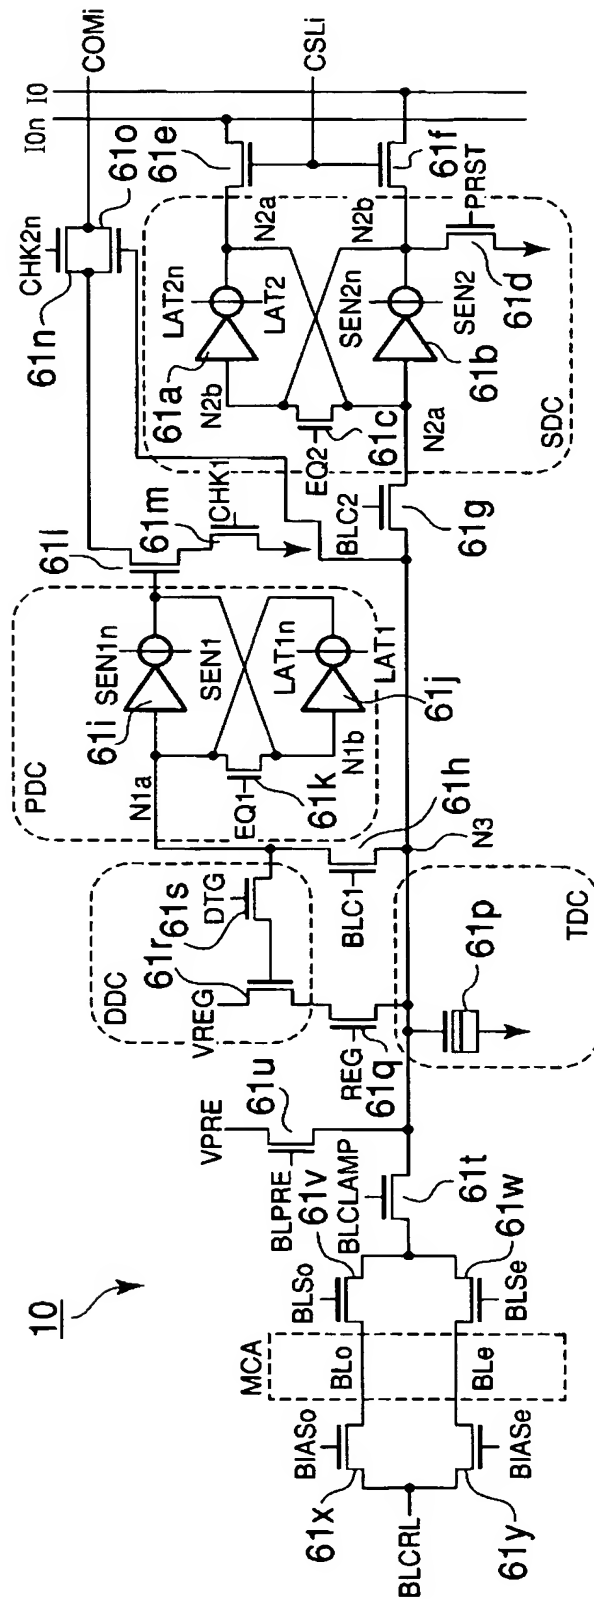 10
COMi
CSLi
IOn IO
CHK2n
61n
61o
61e
61f
N2a
N2b
PRST
61d
LAT2n
LAT2
SEN2n
SEN2
61a
61b
N2b
61c
EQ2
N2a
SDC
61l
61m
CHK1
BLC2
61g
PDC
SEN1n
SEN1
LAT1n
LAT1
61i
61j
N1a
EQ1
61k
N1b
61h
BLC1
N3
DDC
61r
61s
DTG
VREG
REG
61q
TDC
61p
VPRE
61u
BLPRE
61v
BLCLAMP
61t
BLSo
61w
BLSe
MCA
BLo
BLe
BIASo
BIASe
61x
61y
BLCRL